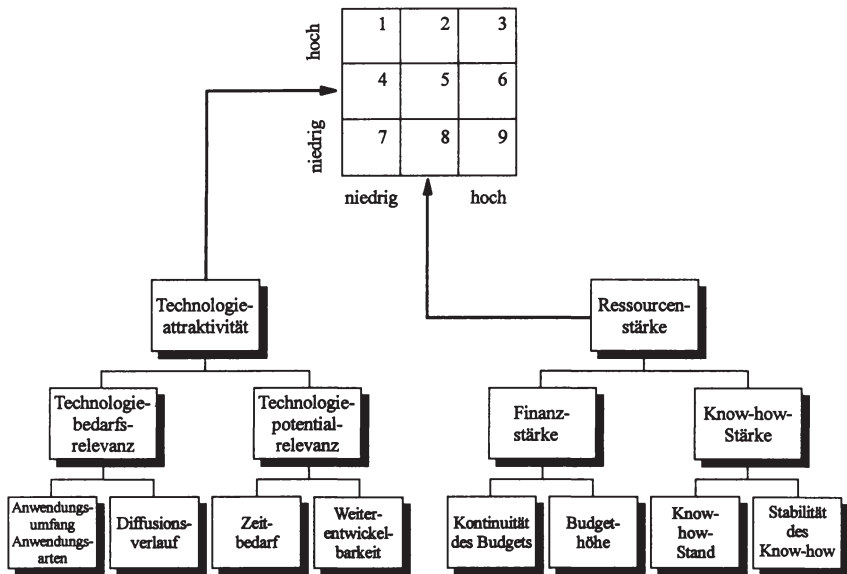 hoch
1 2 3
4 5 6
niedrig
7 8 9
niedrig hoch
Technologie-
attraktivität
Ressourcen-
stärke
Technologie-
bedarfs-
relevanz
Technologie-
potential-
relevanz
Finanz-
stärke
Know-how-
Stärke
Anwendungs-
umfang
Anwendungs-
arten
Diffusions-
verlauf
Zeit-
bedarf
Weiter-
entwickel-
barkeit
Kontinuität
des Budgets
Budget-
höhe
Know-
how-
Stand
Stabilität
des
Know-how